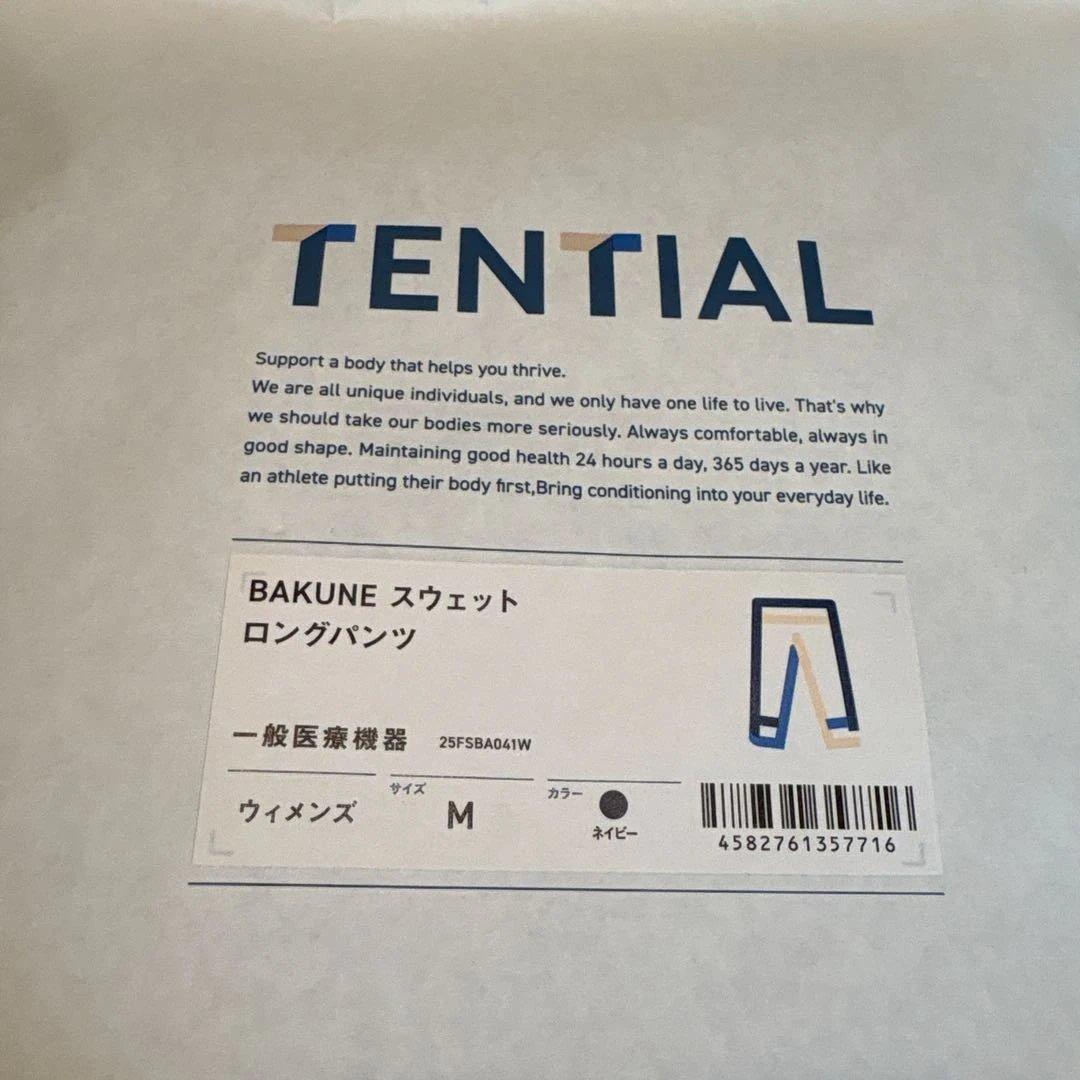 TENTIAL
Support a body that helps you thrive.
We are all unique individuals, and we only have one life to live. That's why
we should take our bodies more seriously. Always comfortable, always in
good shape. Maintaining good health 24 hours a day, 365 days a year. Like
an athlete putting their body first,Bring conditioning into your everyday life.
BAKUNE スウェット
ロングパンツ
一般医療機器 25FSBA041W
ウィメンズ
サイズ
M
カラー
ネイビー
4582761357716